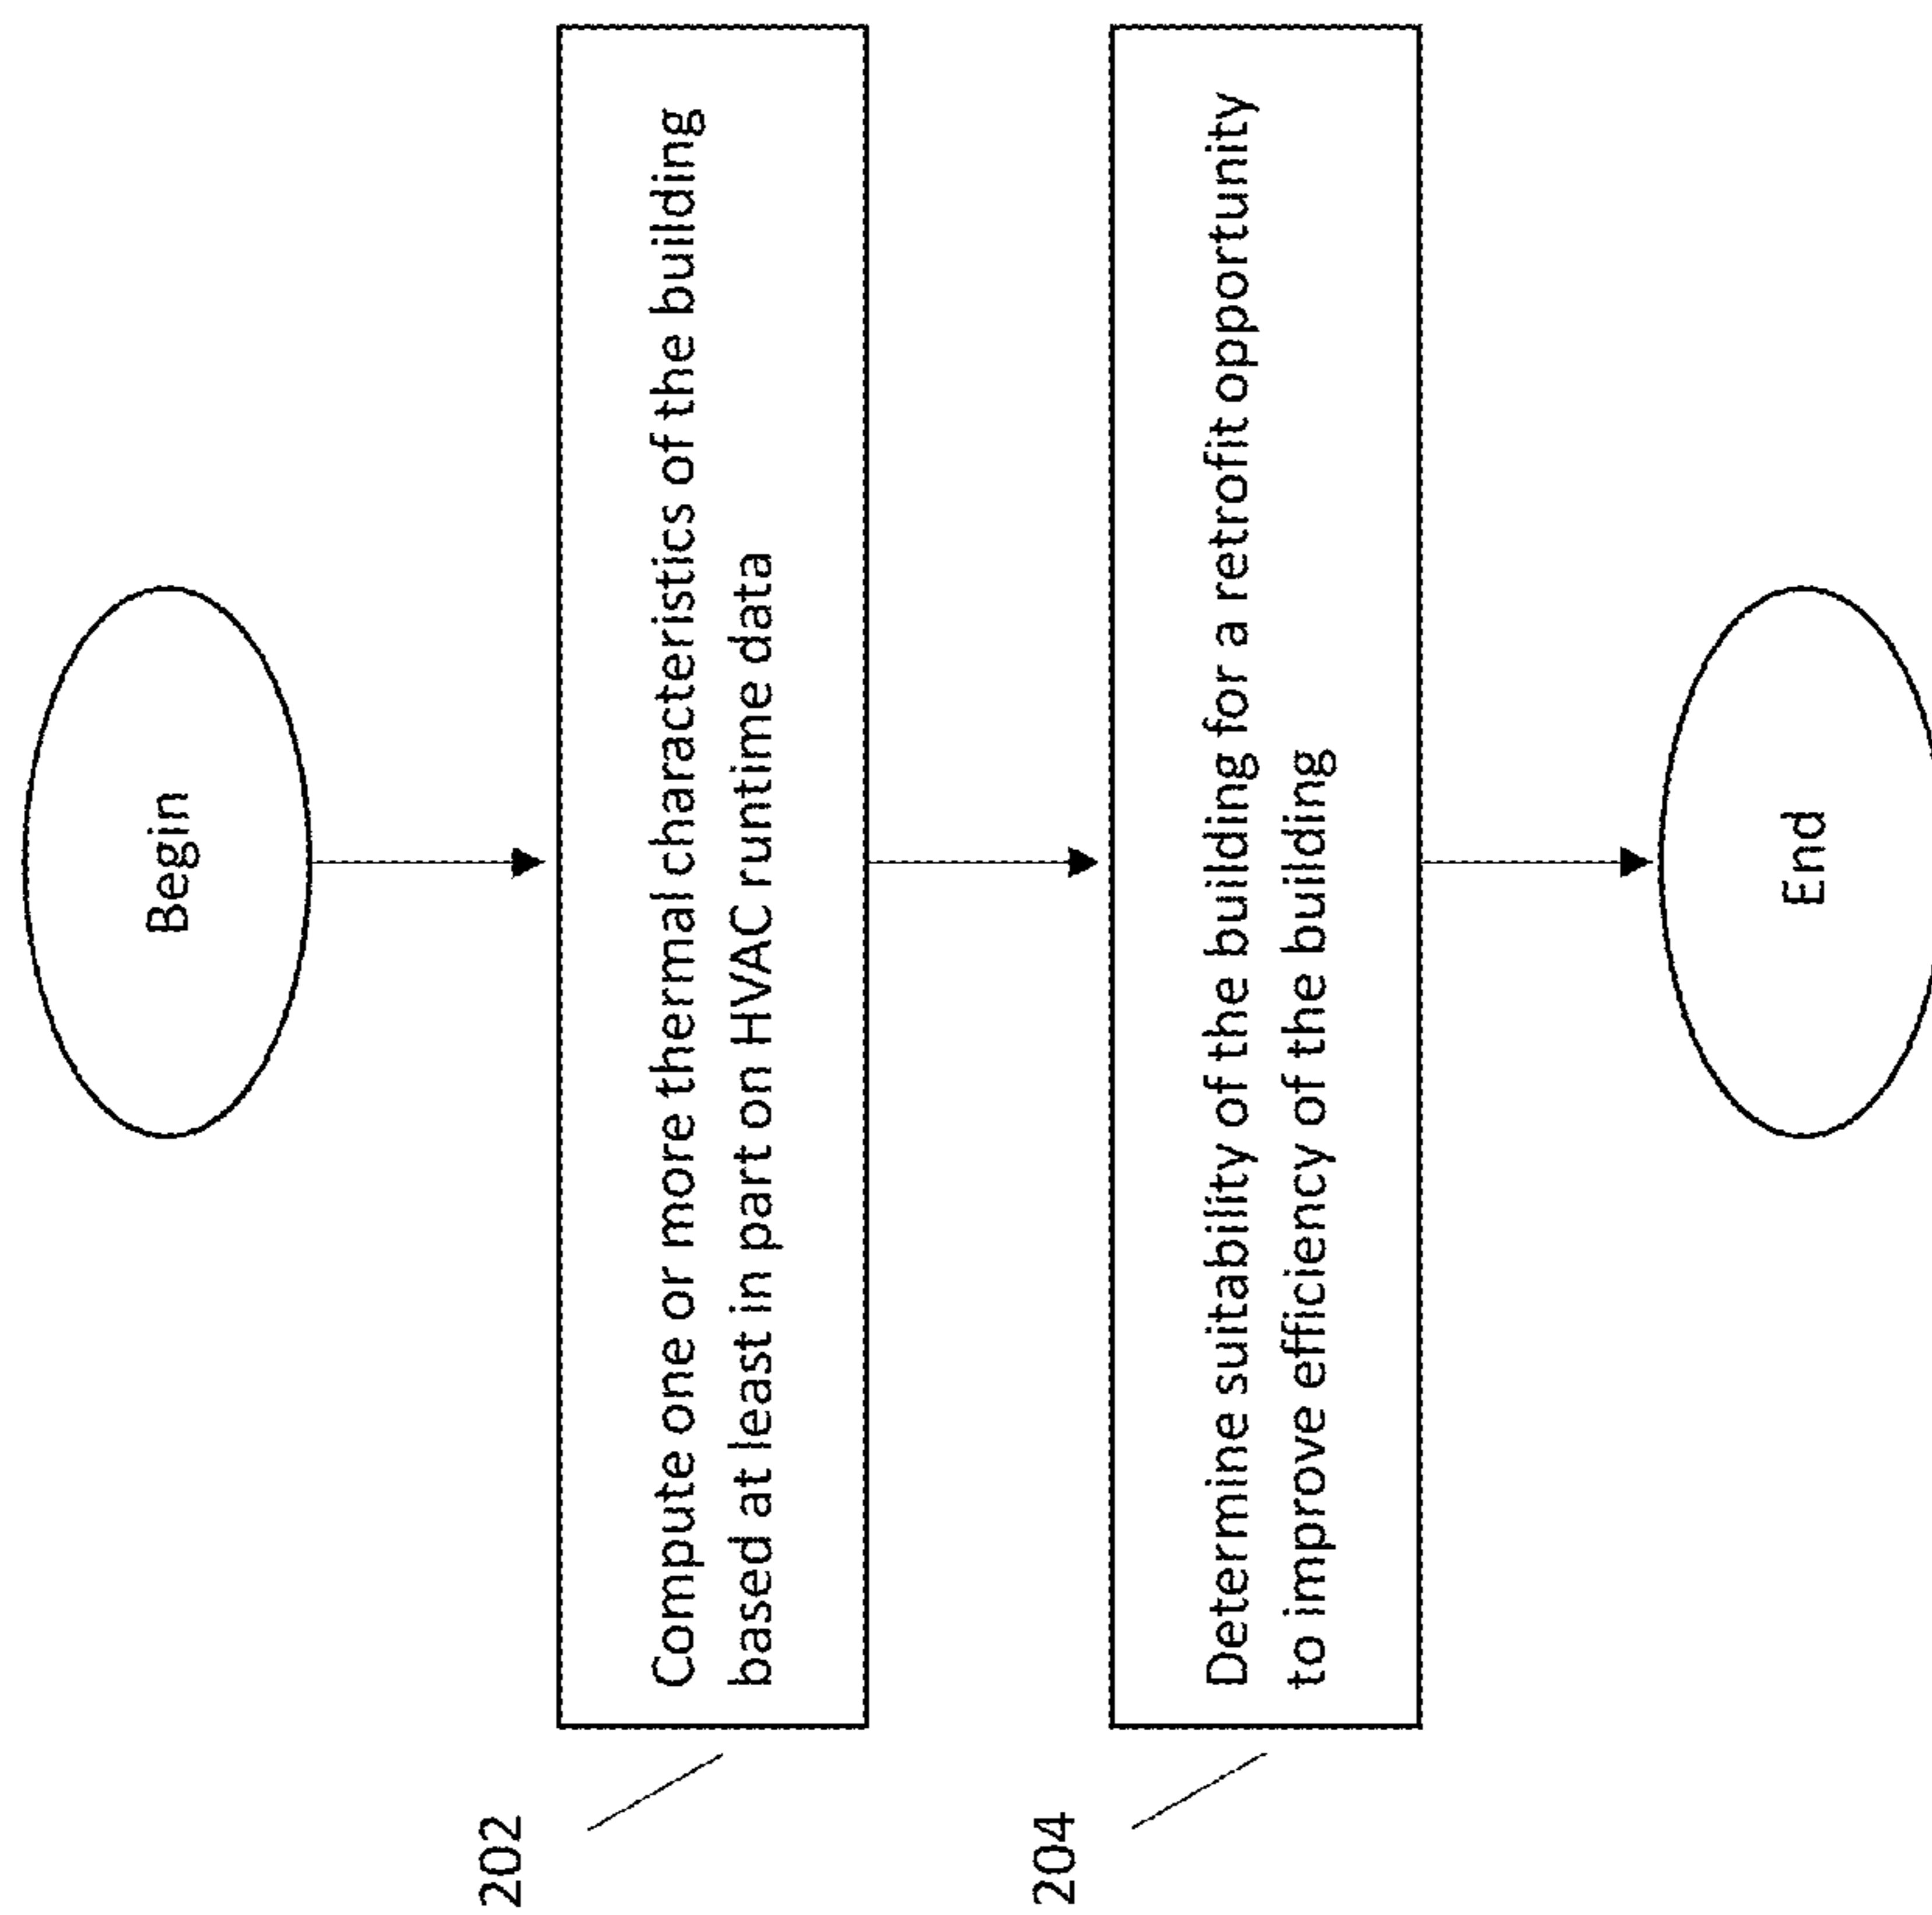 Begin
202
Compute one or more thermal characteristics of the building
based at least in part on HVAC runtime data
204
Determine suitability of the building for a retrofit opportunity
to improve efficiency of the building
End